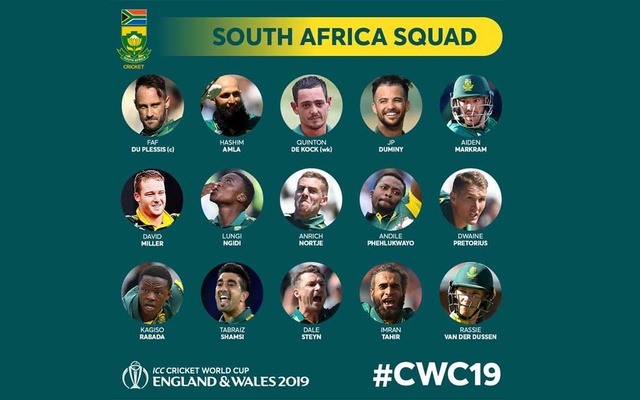 SOUTH AFRICA SQUAD
SOUTH AFRICA
CRICKET
FAF
DU PLESSIS (c)
HASHIM
AMLA
QUINTON
DE KOCK (wk)
JP
DUMINY
AIDEN
MARKRAM
DAVID
MILLER
LUNGI
NGIDI
ANRICH
NORTJE
ANDILE
PHEHLUKWAYO
DWAINE
PRETORIUS
KAGISO
RABADA
TABRAIZ
SHAMSI
DALE
STEYN
IMRAN
TAHIR
RASSIE
VAN DER DUSSEN
ICC CRICKET WORLD CUP
ENGLAND & WALES 2019
#CWC19